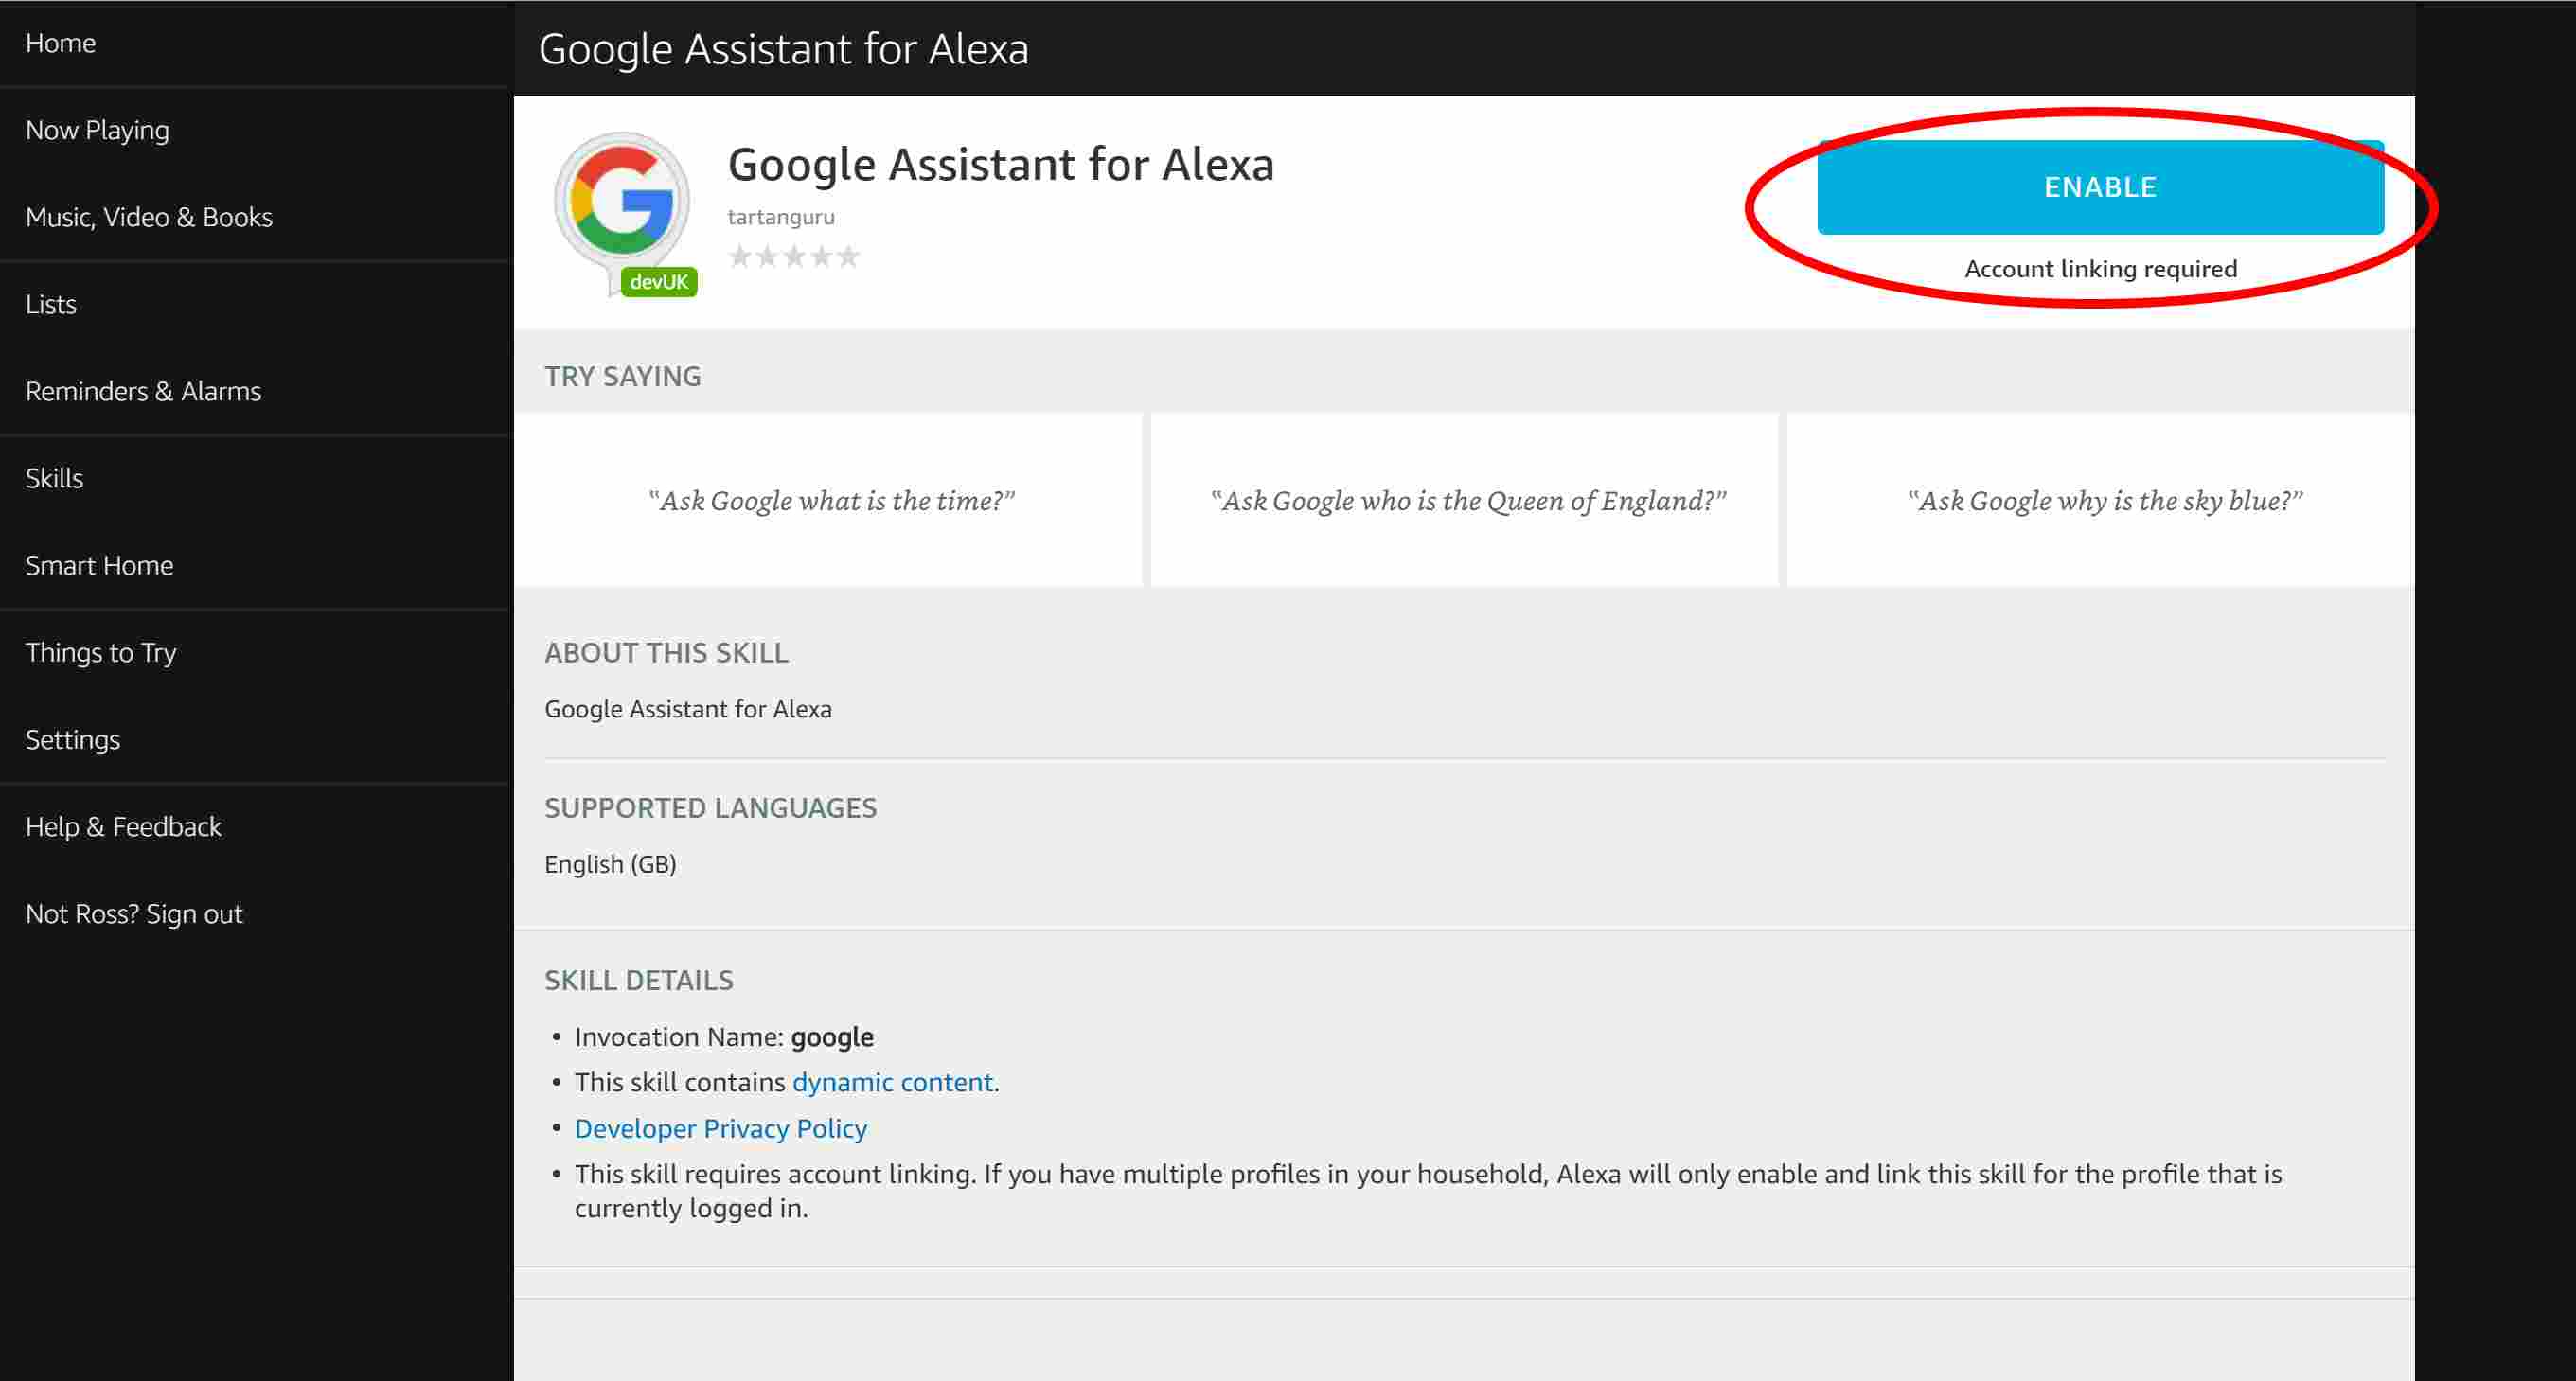 Home
Now Playing
Music, Video & Books
Lists
Reminders & Alarms
Skills
Smart Home
Things to Try
Settings
Help & Feedback
Not Ross? Sign out
Google Assistant for Alexa
G
devUK
Google Assistant for Alexa
tartanguru
ENABLE
Account linking required
TRY SAYING
“Ask Google what is the time?”
“Ask Google who is the Queen of England?”
“Ask Google why is the sky blue?”
ABOUT THIS SKILL
Google Assistant for Alexa
SUPPORTED LANGUAGES
English (GB)
SKILL DETAILS
• Invocation Name: google
• This skill contains dynamic content.
• Developer Privacy Policy
• This skill requires account linking. If you have multiple profiles in your household, Alexa will only enable and link this skill for the profile that is
currently logged in.